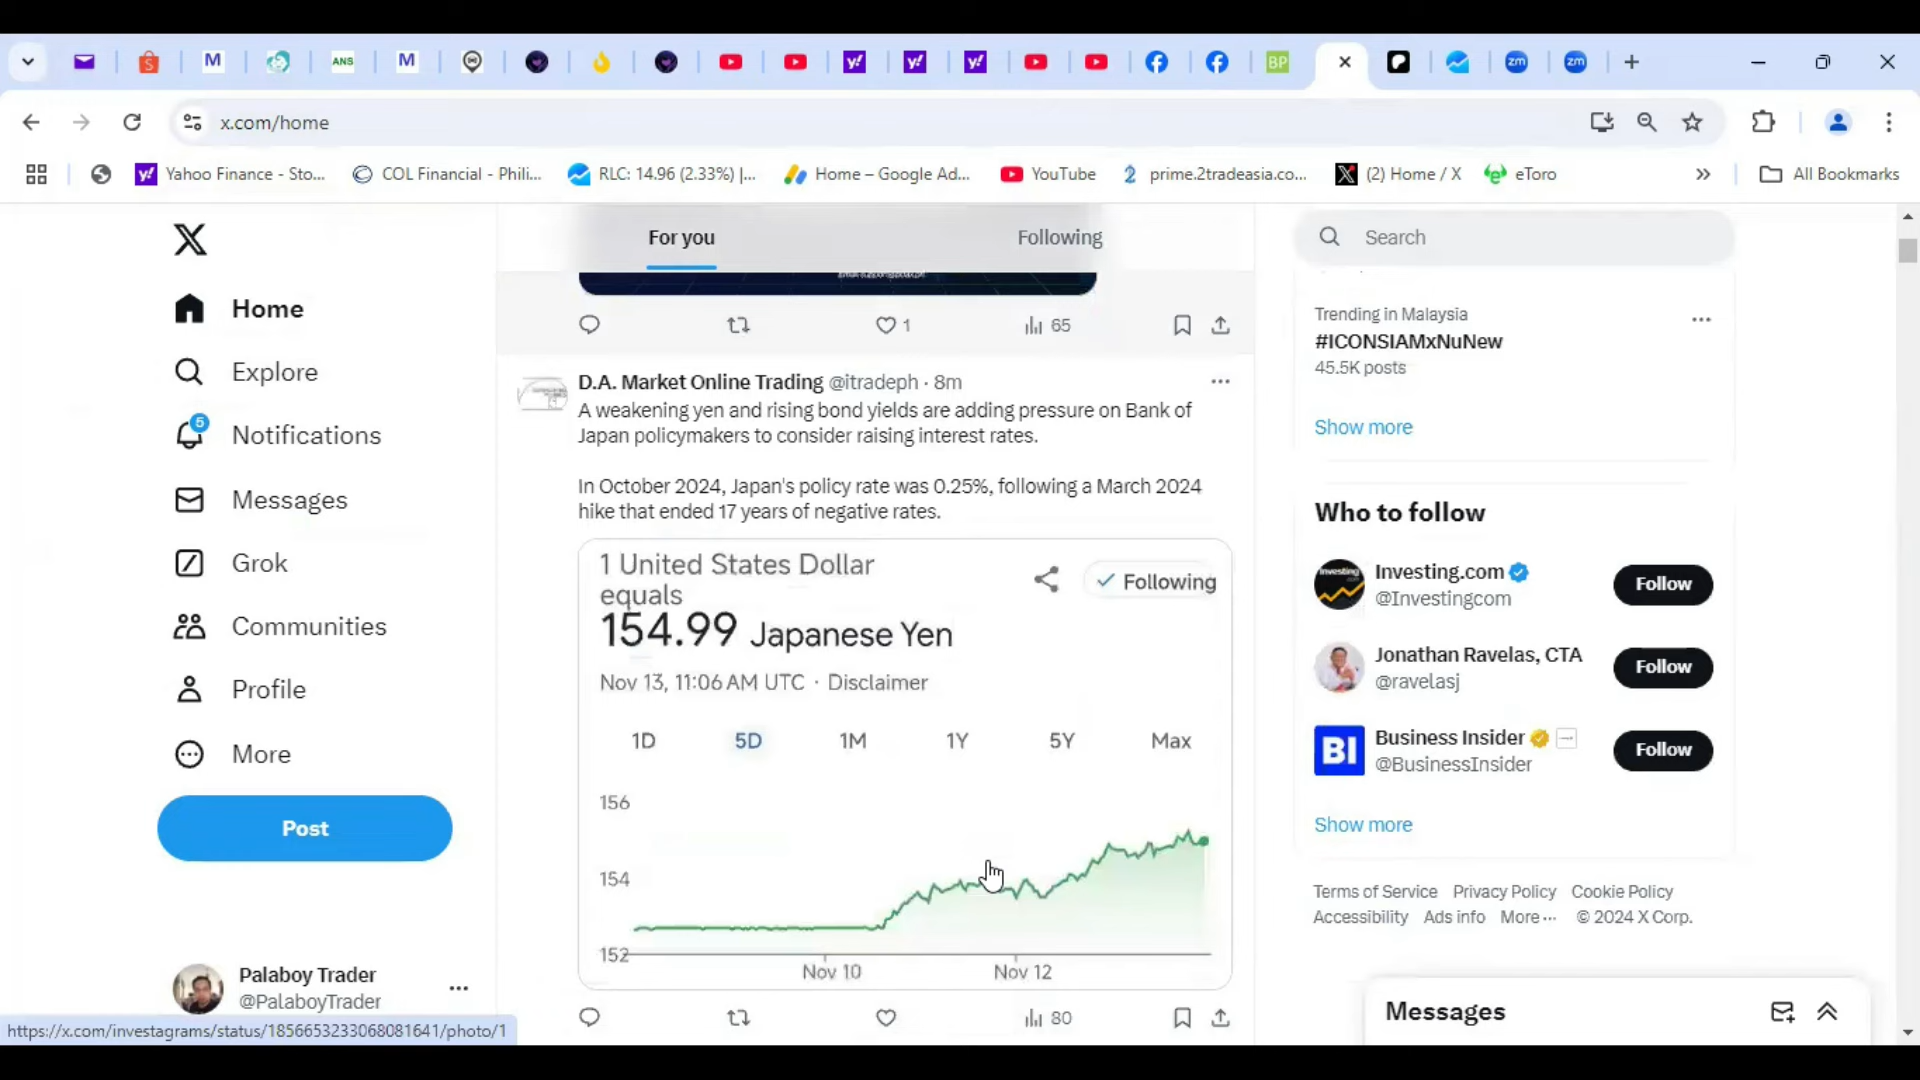 M
ANS
M
y!
y!
y!
BP
zm
zm
x.com/home
Yahoo Finance - Sto...
COL Financial - Phili...
RLC: 14.96 (2.33%) |...
Home – Google Ad...
YouTube
prime.2tradeasia.co...
(2) Home / X
eToro
All Bookmarks
Home
Explore
5
Notifications
Messages
Grok
Communities
Profile
More
Post
Palaboy Trader
@PalaboyTrader
https://x.com/investagrams/status/1856653233068081641/photo/1
For you
Following
1
65
D.A. Market Online Trading @itradeph · 8m
A weakening yen and rising bond yields are adding pressure on Bank of
Japan policymakers to consider raising interest rates.
In October 2024, Japan's policy rate was 0.25%, following a March 2024
hike that ended 17 years of negative rates.
1 United States Dollar
equals
Following
154.99 Japanese Yen
Nov 13, 11:06 AM UTC · Disclaimer
1D 5D 1M 1Y 5Y Max
156
154
152
Nov 10 Nov 12
80
Search
Trending in Malaysia
#ICONSIAMxNuNew
45.5K posts
Show more
Who to follow
Investing.com
@Investingcom
Follow
Jonathan Ravelas, CTA
@ravelasj
Follow
BI
Business Insider
@BusinessInsider
Follow
Show more
Terms of Service Privacy Policy Cookie Policy
Accessibility Ads info More ··· © 2024 X Corp.
Messages